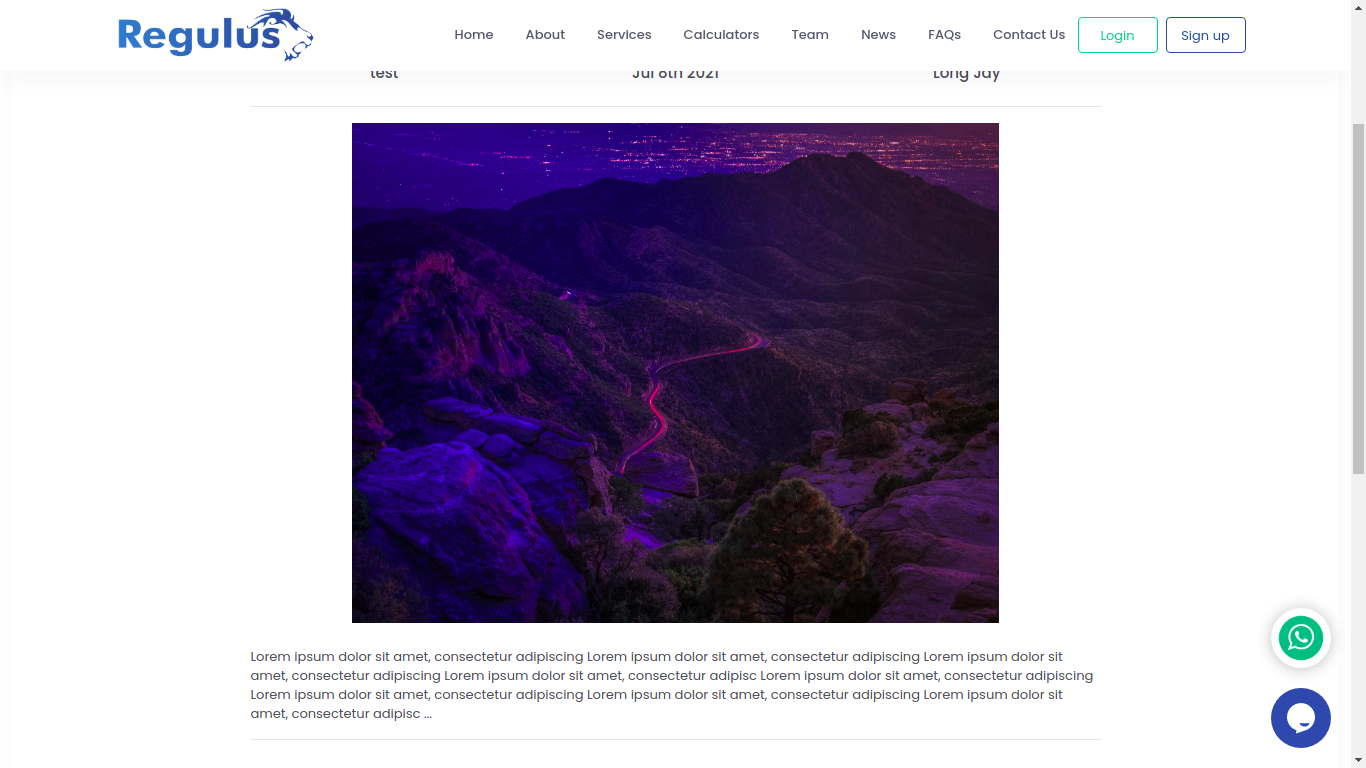 Regulus
Home About Services Calculators Team News FAQs Contact Us Login Sign up
test Jul 8th 2021 Long Jay
Lorem ipsum dolor sit amet, consectetur adipiscing Lorem ipsum dolor sit amet, consectetur adipiscing Lorem ipsum dolor sit
amet, consectetur adipiscing Lorem ipsum dolor sit amet, consectetur adipisc Lorem ipsum dolor sit amet, consectetur adipiscing
Lorem ipsum dolor sit amet, consectetur adipiscing Lorem ipsum dolor sit amet, consectetur adipiscing Lorem ipsum dolor sit
amet, consectetur adipisc ...